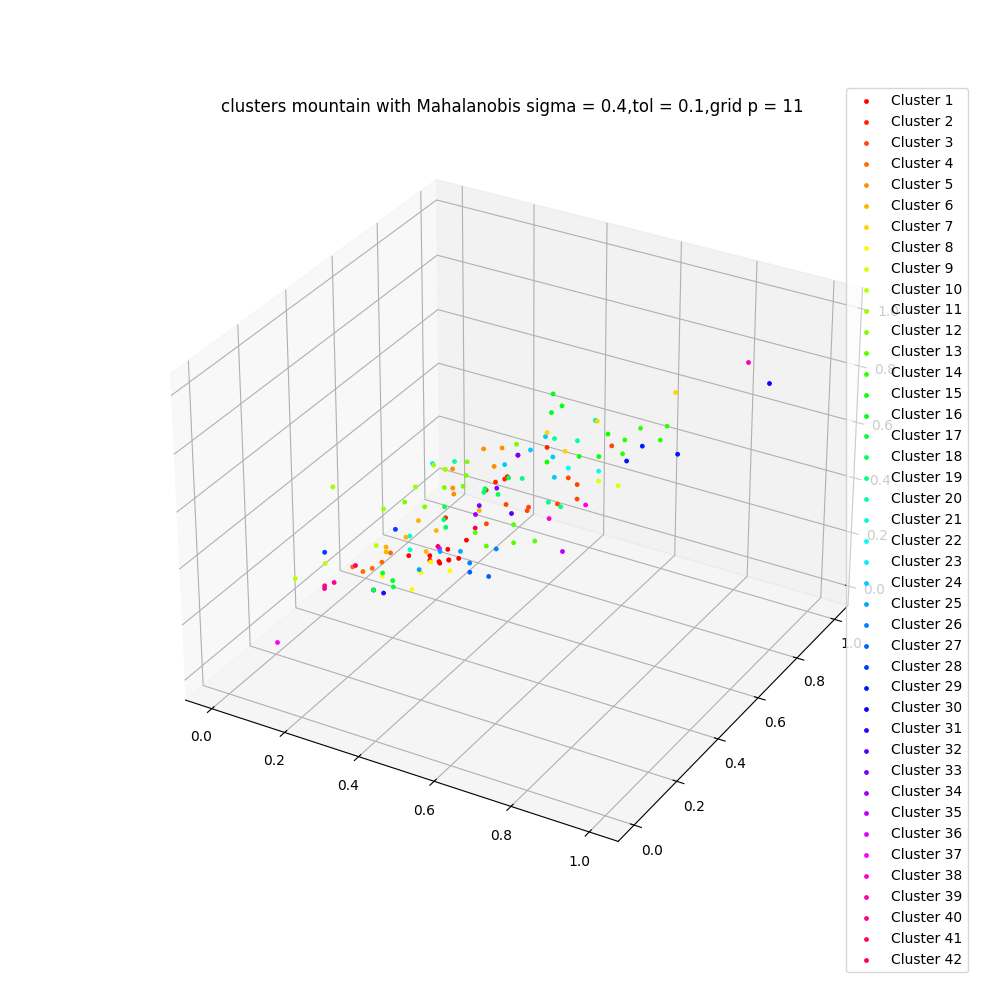 clusters mountain with Mahalanobis sigma = 0.4,tol = 0.1,grid p = 11
Cluster 1
Cluster 2
Cluster 3
Cluster 4
Cluster 5
Cluster 6
Cluster 7
Cluster 8
Cluster 9
Cluster 10
Cluster 11
Cluster 12
Cluster 13
Cluster 14
Cluster 15
Cluster 16
Cluster 17
Cluster 18
Cluster 19
Cluster 20
Cluster 21
Cluster 22
Cluster 23
Cluster 24
Cluster 25
Cluster 26
Cluster 27
Cluster 28
Cluster 29
Cluster 30
Cluster 31
Cluster 32
Cluster 33
Cluster 34
Cluster 35
Cluster 36
Cluster 37
Cluster 38
Cluster 39
Cluster 40
Cluster 41
Cluster 42
1.0
0.8
0.6
0.4
0.2
0.0
1.0
0.8
0.6
0.4
0.2
0.0
0.0
0.2
0.4
0.6
0.8
1.0